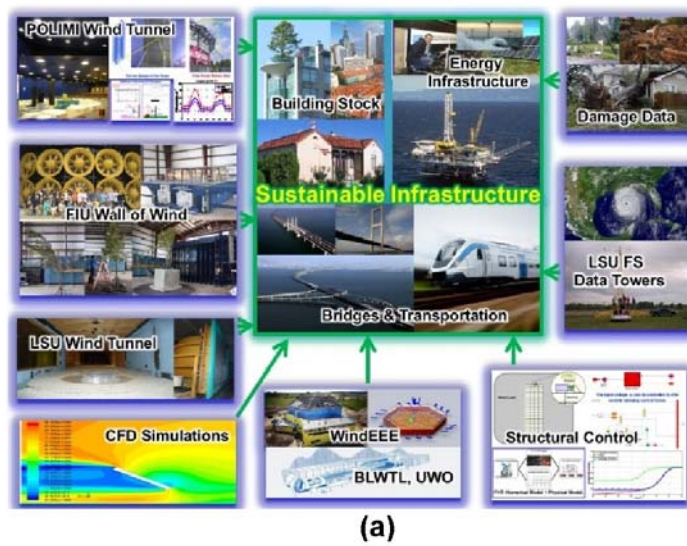 POLIMI Wind Tunnel
Building Stock
Energy
Infrastructure
Damage Data
FIU Wall of Wind
Sustainable Infrastructure
LSU FS
Data Towers
LSU Wind Tunnel
Bridges & Transportation
CFD Simulations
WindEEE
BLWTL, UWO
Structural Control
(a)